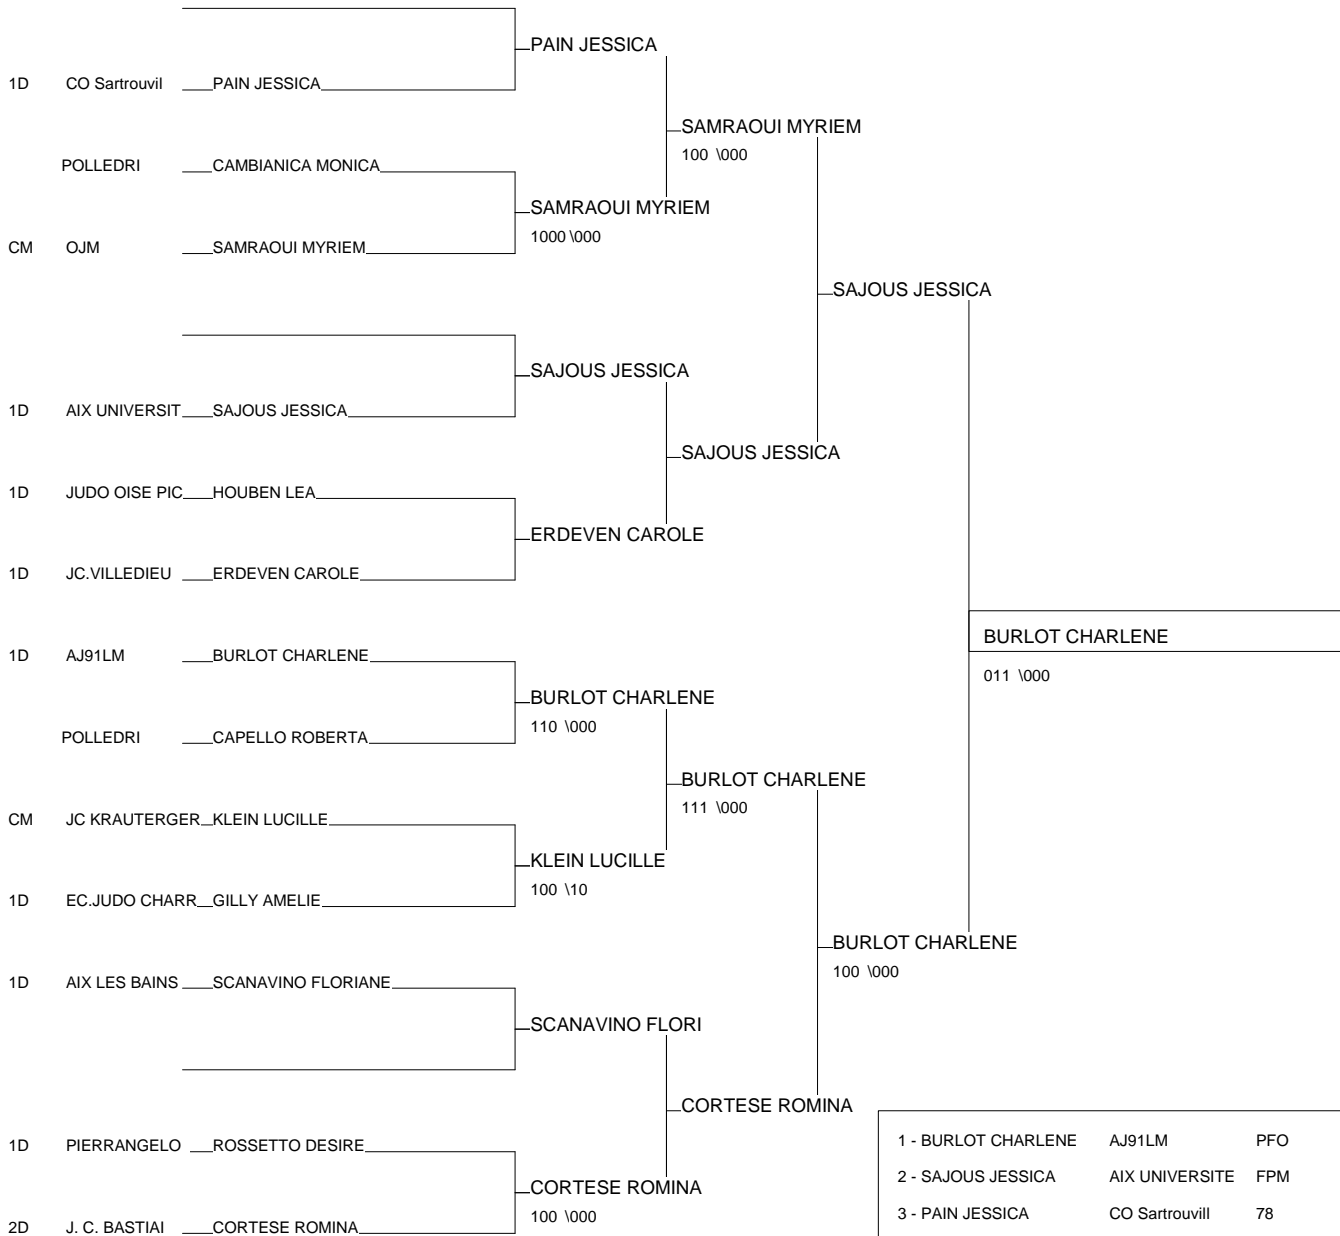 PAIN JESSICA
1D CO Sartrouvil PAIN JESSICA
SAMRAOUI MYRIEM
100 \000
POLLEDRI CAMBIANICA MONICA
SAMRAOUI MYRIEM
1000 \000
CM OJM SAMRAOUI MYRIEM
SAJOUS JESSICA
SAJOUS JESSICA
1D AIX UNIVERSIT SAJOUS JESSICA
SAJOUS JESSICA
1D JUDO OISE PIC HOUBEN LEA
ERDEVEN CAROLE
1D JC.VILLEDIEU ERDEVEN CAROLE
BURLOT CHARLENE
011 \000
1D AJ91LM BURLOT CHARLENE
BURLOT CHARLENE
110 \000
POLLEDRI CAPELLO ROBERTA
BURLOT CHARLENE
111 \000
CM JC KRAUTERGER KLEIN LUCILLE
KLEIN LUCILLE
100 \10
1D EC.JUDO CHARR GILLY AMELIE
BURLOT CHARLENE
100 \000
1D AIX LES BAINS SCANAVINO FLORIANE
SCANAVINO FLORI
CORTESE ROMINA
1D PIERRANGELO ROSSETTO DESIRE
CORTESE ROMINA
100 \000
2D J. C. BASTIAI CORTESE ROMINA
1 - BURLOT CHARLENE AJ91LM PFO
2 - SAJOUS JESSICA AIX UNIVERSITE FPM
3 - PAIN JESSICA CO Sartrouvill 78